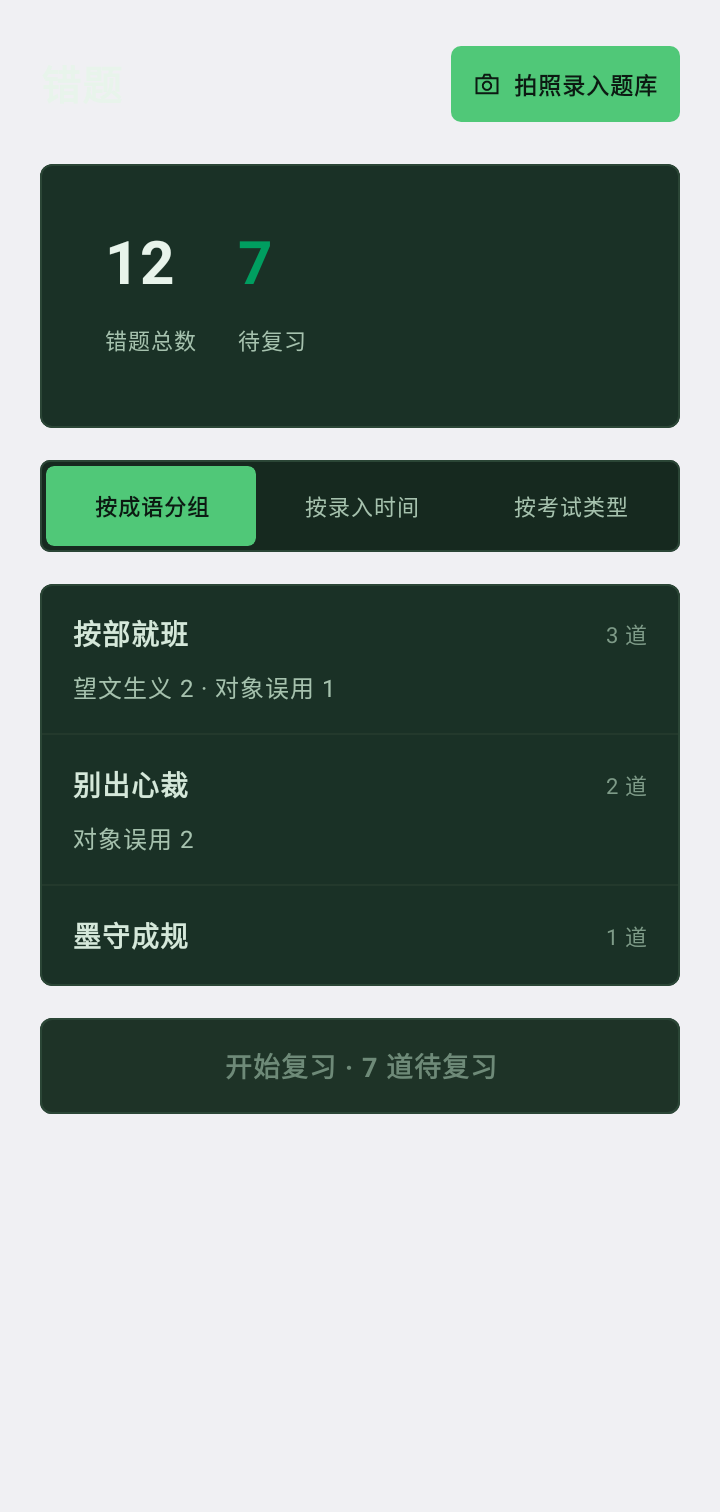 拍照录入题库
12
7
错题总数
待复习
按成语分组
按录入时间
按考试类型
按部就班
3 道
望文生义 2 · 对象误用 1
别出心裁
2 道
对象误用 2
墨守成规
1 道
开始复习 · 7 道待复习